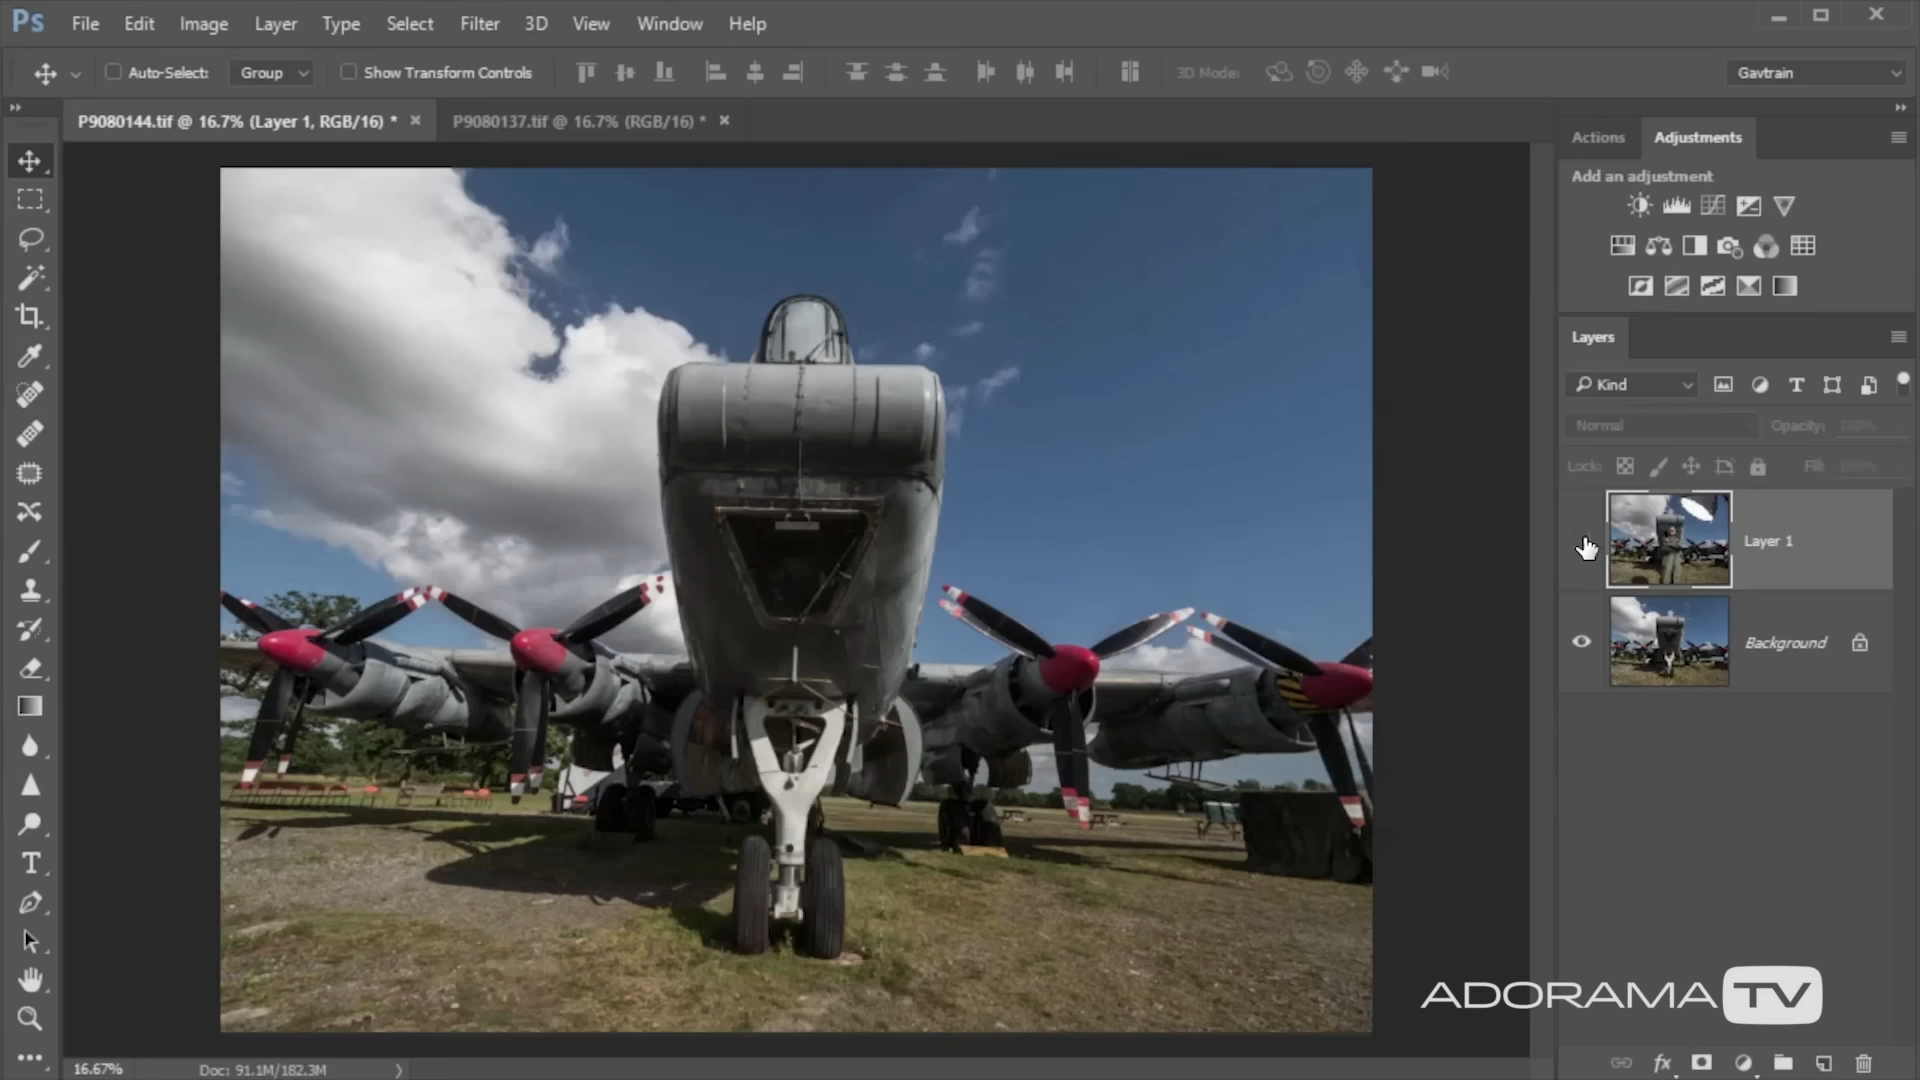 Ps File Edit Image Layer Type Select Filter 3D View Window Help
Auto-Select: Group Show Transform Controls 3D Mode: Gavtrain
P9080144.tif @ 16.7% (Layer 1, RGB/16) * × P9080137.tif @ 16.7% (RGB/16) * ×
Actions Adjustments
Add an adjustment
Layers
Kind
Normal Opacity: 100%
Lock: Fill: 100%
Layer 1
Background
ADORAMA TV
16.67% Doc: 91.1M/182.3M